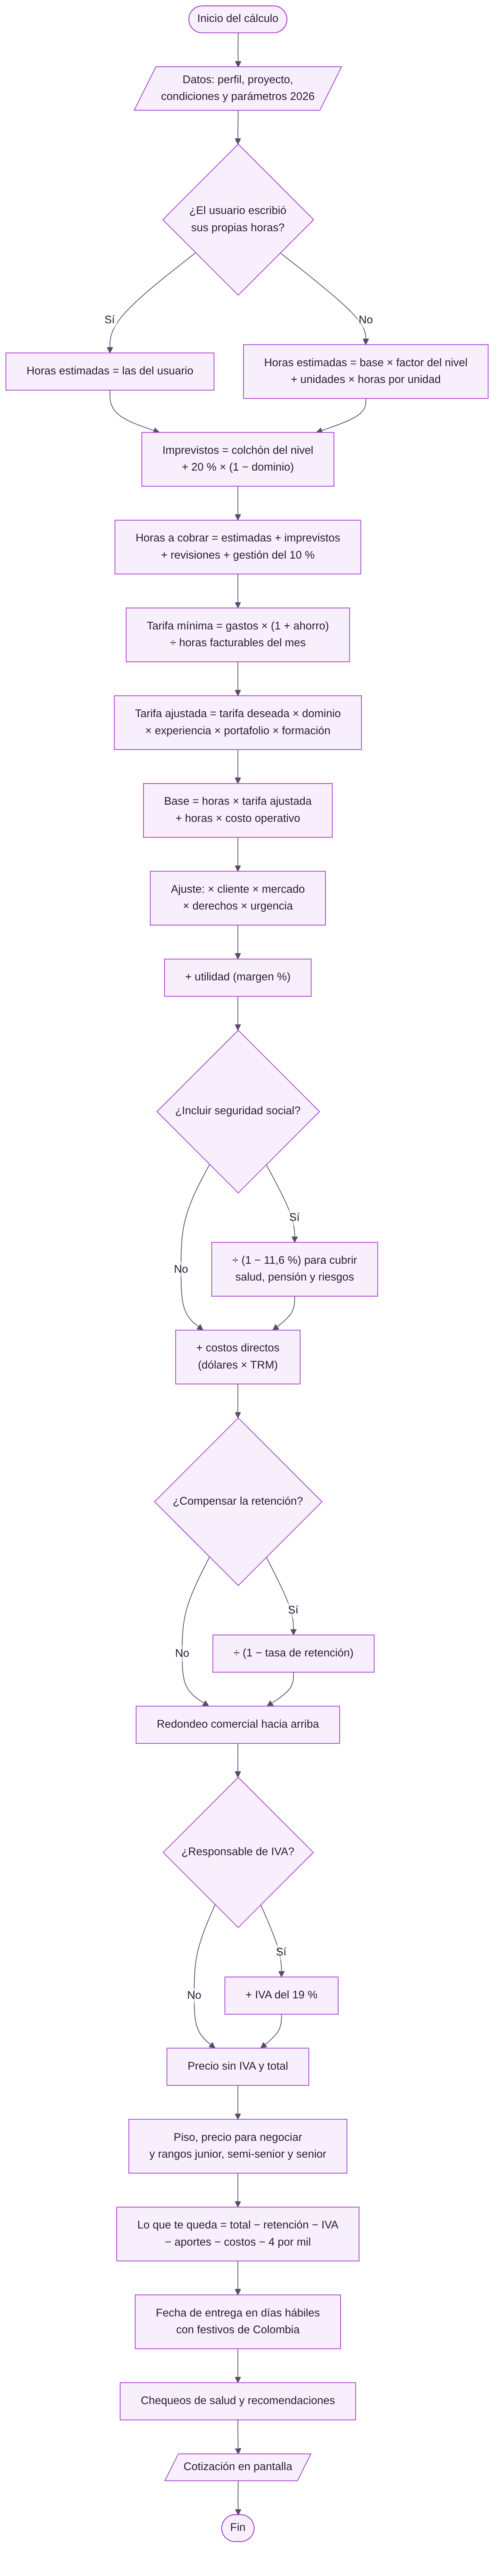 Inicio del cálculo
Datos: perfil, proyecto,
condiciones y parámetros 2026
¿El usuario escribió
sus propias horas?
Sí
No
Horas estimadas = las del usuario
Horas estimadas = base × factor del nivel
+ unidades × horas por unidad
Imprevistos = colchón del nivel
+ 20 % × (1 − dominio)
Horas a cobrar = estimadas + imprevistos
+ revisiones + gestión del 10 %
Tarifa mínima = gastos × (1 + ahorro)
÷ horas facturables del mes
Tarifa ajustada = tarifa deseada × dominio
× experiencia × portafolio × formación
Base = horas × tarifa ajustada
+ horas × costo operativo
Ajuste: × cliente × mercado
× derechos × urgencia
+ utilidad (margen %)
¿Incluir seguridad social?
Sí
No
÷ (1 − 11,6 %) para cubrir
salud, pensión y riesgos
+ costos directos
(dólares × TRM)
¿Compensar la retención?
Sí
No
÷ (1 − tasa de retención)
Redondeo comercial hacia arriba
¿Responsable de IVA?
Sí
No
+ IVA del 19 %
Precio sin IVA y total
Piso, precio para negociar
y rangos junior, semi-senior y senior
Lo que te queda = total − retención − IVA
− aportes − costos − 4 por mil
Fecha de entrega en días hábiles
con festivos de Colombia
Chequeos de salud y recomendaciones
Cotización en pantalla
Fin